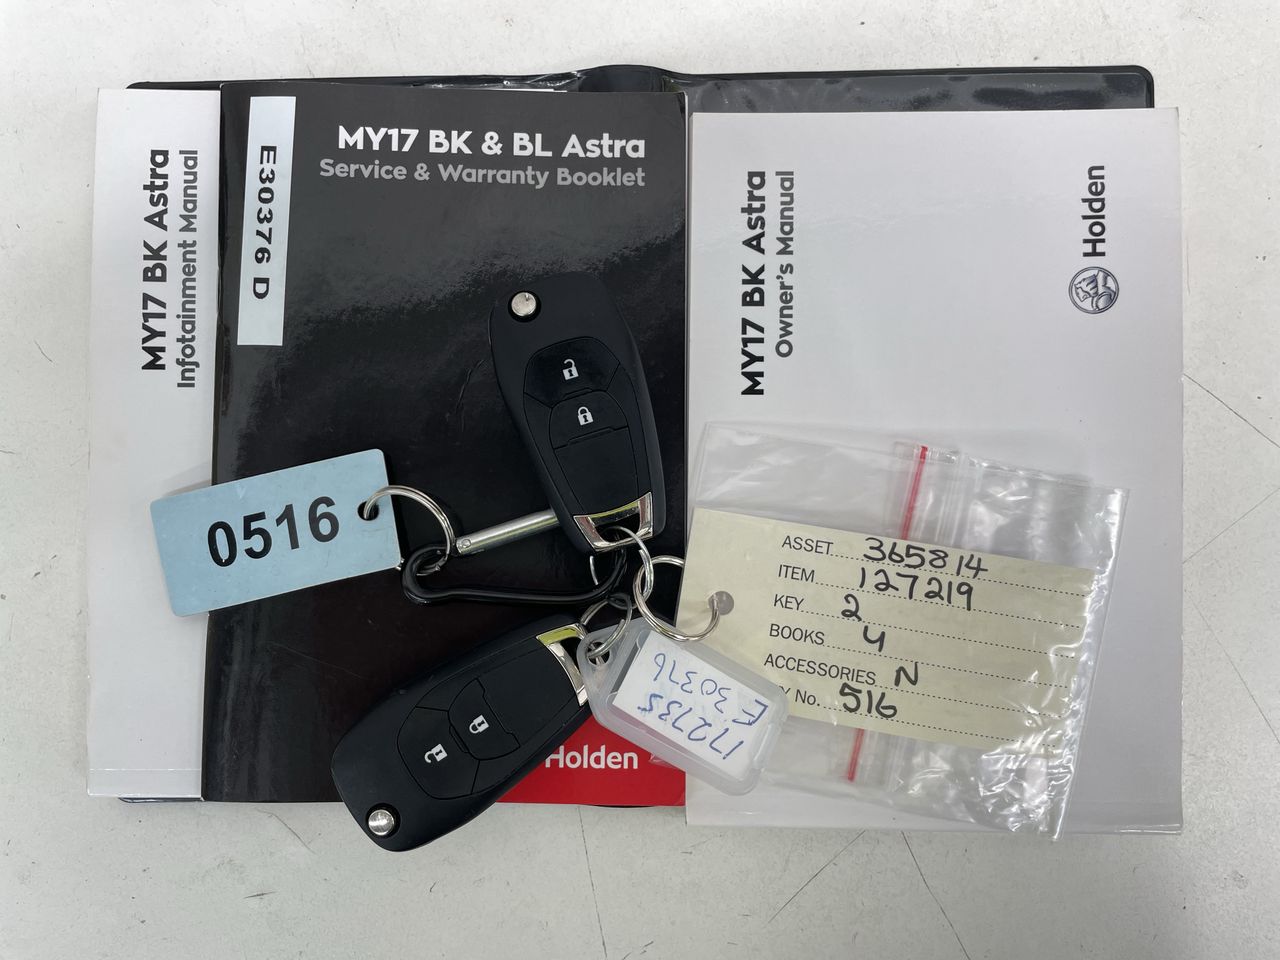 MY17 BK Astra
Infotainment Manual
E30376 D
MY17 BK & BL Astra
Service & Warranty Booklet
Holden
MY17 BK Astra
Owner's Manual
Holden
0516
ASSET 365814
ITEM 127219
KEY 2
BOOKS 4
ACCESSORIES N
Y No. 516
172735
E30376